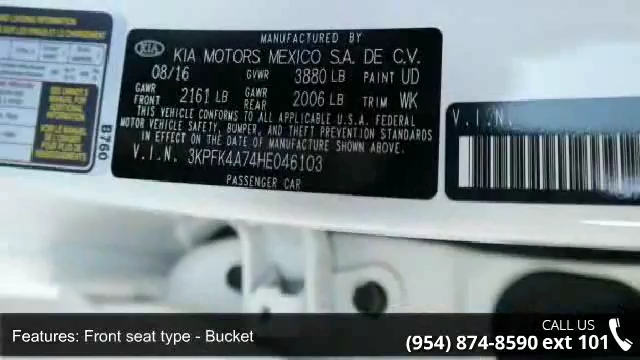 MANUFACTURED BY
KIA
KIA MOTORS MEXICO S.A. DE C.V.
08/16 GVWR 3880 LB PAINT UD
GAWR FRONT 2161 LB GAWR REAR 2006 LB TRIM WK
THIS VEHICLE CONFORMS TO ALL APPLICABLE U.S.A. FEDERAL
MOTOR VEHICLE SAFETY, BUMPER, AND THEFT PREVENTION STANDARDS
IN EFFECT ON THE DATE OF MANUFACTURE SHOWN ABOVE.
V.I.N. 3KPFK4A74HE046103
PASSENGER CAR
B760
V.I.N.
Features: Front seat type - Bucket
CALL US
(954) 874-8590 ext 101